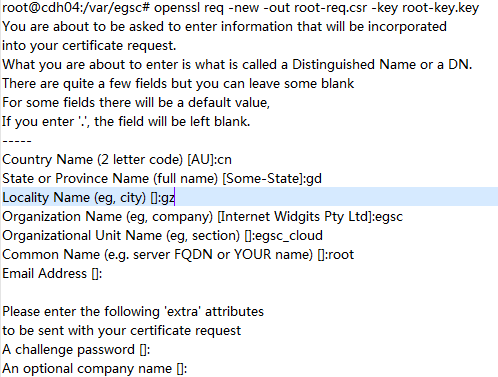 root@cdh04:/var/egsc# openssl req -new -out root-req.csr -key root-key.key
You are about to be asked to enter information that will be incorporated
into your certificate request.
What you are about to enter is what is called a Distinguished Name or a DN.
There are quite a few fields but you can leave some blank
For some fields there will be a default value,
If you enter '.', the field will be left blank.
-----
Country Name (2 letter code) [AU]:cn
State or Province Name (full name) [Some-State]:gd
Locality Name (eg, city) []:gz
Organization Name (eg, company) [Internet Widgits Pty Ltd]:egsc
Organizational Unit Name (eg, section) []:egsc_cloud
Common Name (e.g. server FQDN or YOUR name) []:root
Email Address []:

Please enter the following 'extra' attributes
to be sent with your certificate request
A challenge password []:
An optional company name []: